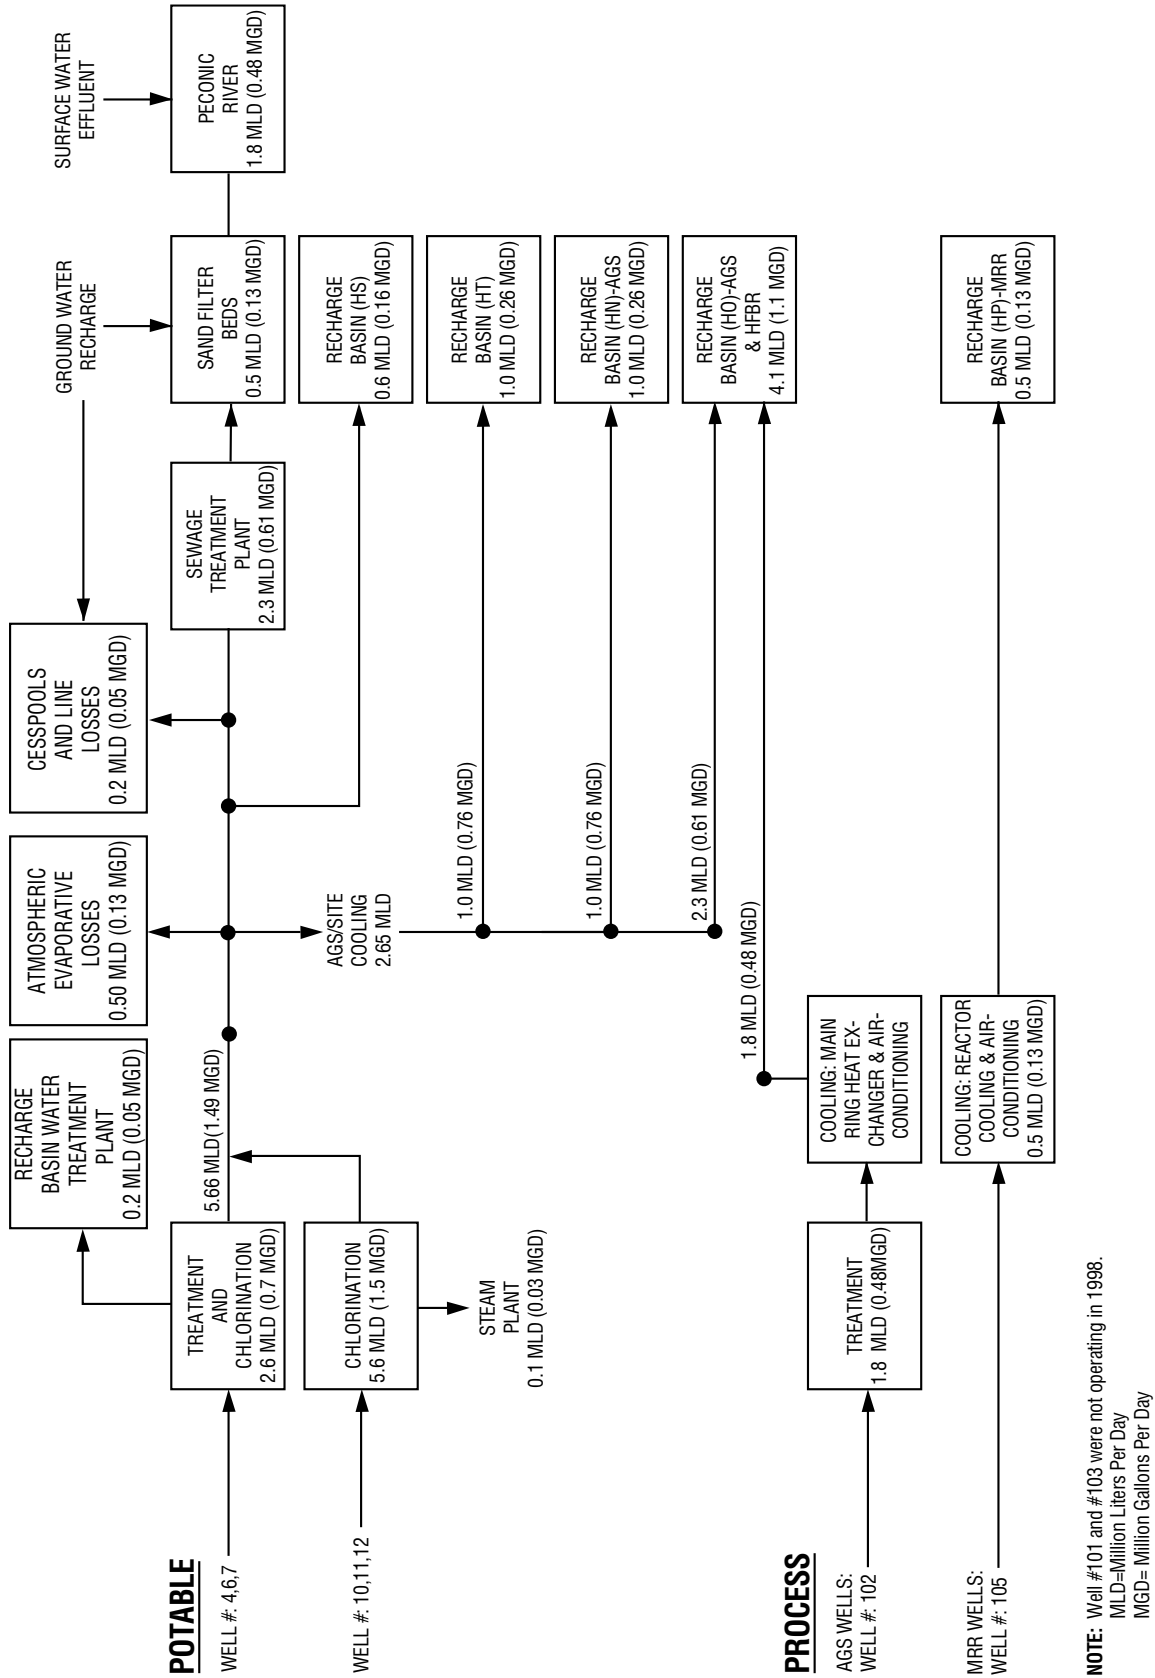 POTABLE
WELL #: 4,6,7
WELL #: 10,11,12
TREATMENT
AND
CHLORINATION
2.6 MLD (0.7 MGD)
CHLORINATION
5.6 MLD (1.5 MGD)
STEAM
PLANT
0.1 MLD (0.03 MGD)
RECHARGE
BASIN WATER
TREATMENT
PLANT
0.2 MLD (0.05 MGD)
5.66 MLD(1.49 MGD)
ATMOSPHERIC
EVAPORATIVE
LOSSES
0.50 MLD (0.13 MGD)
AGS/SITE
COOLING
2.65 MLD
CESSPOOLS
AND LINE
LOSSES
0.2 MLD (0.05 MGD)
GROUND WATER
RECHARGE
SURFACE WATER
EFFLUENT
SEWAGE
TREATMENT
PLANT
2.3 MLD (0.61 MGD)
SAND FILTER
BEDS
0.5 MLD (0.13 MGD)
PECONIC
RIVER
1.8 MLD (0.48 MGD)
RECHARGE
BASIN (HS)
0.6 MLD (0.16 MGD)
1.0 MLD (0.76 MGD)
RECHARGE
BASIN (HT)
1.0 MLD (0.26 MGD)
1.0 MLD (0.76 MGD)
RECHARGE
BASIN (HN)-AGS
1.0 MLD (0.26 MGD)
2.3 MLD (0.61 MGD)
1.8 MLD (0.48 MGD)
RECHARGE
BASIN (HO)-AGS
& HFBR
4.1 MLD (1.1 MGD)
PROCESS
AGS WELLS:
WELL #: 102
TREATMENT
1.8 MLD (0.48MGD)
COOLING: MAIN
RING HEAT EX-
CHANGER & AIR-
CONDITIONING
MRR WELLS:
WELL #: 105
COOLING: REACTOR
COOLING & AIR-
CONDITIONING
0.5 MLD (0.13 MGD)
RECHARGE
BASIN (HP)-MRR
0.5 MLD (0.13 MGD)
NOTE: Well #101 and #103 were not operating in 1998.
MLD=Million Liters Per Day
MGD= Million Gallons Per Day